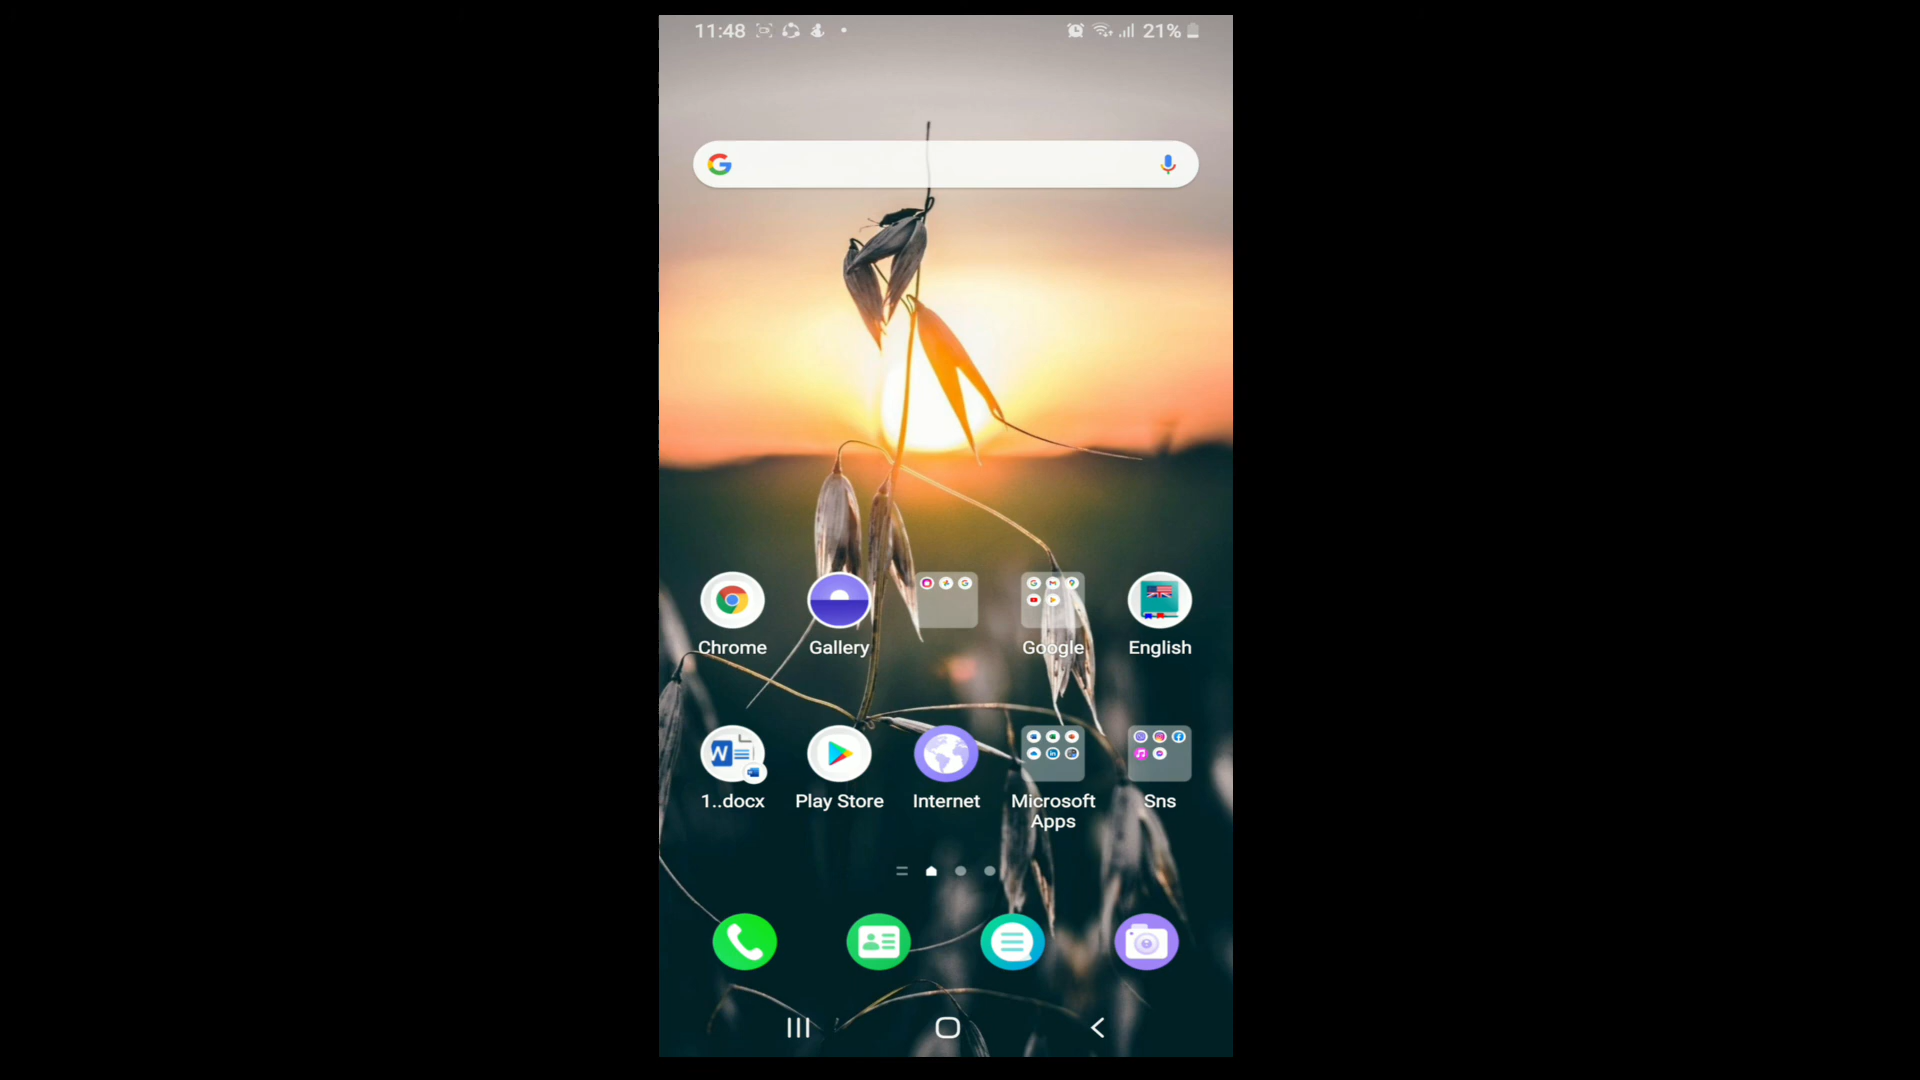 11:48
21%
Chrome
Gallery
Google
English
1..docx
Play Store
Internet
Microsoft
Apps
Sns